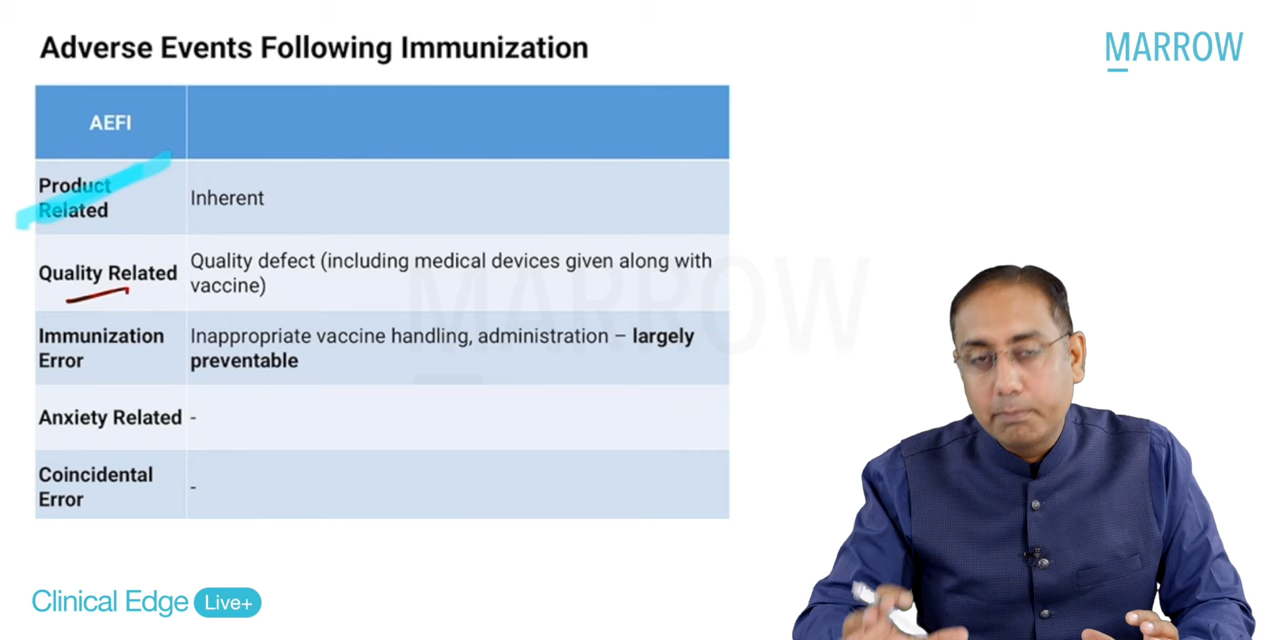 Adverse Events Following Immunization
MARROW
AEFI
Product
Related
Inherent
Quality Related
Quality defect (including medical devices given along with
vaccine)
Immunization
Error
Inappropriate vaccine handling, administration – largely
preventable
Anxiety Related
-
Coincidental
Error
-
MARROW
Clinical Edge
Live+